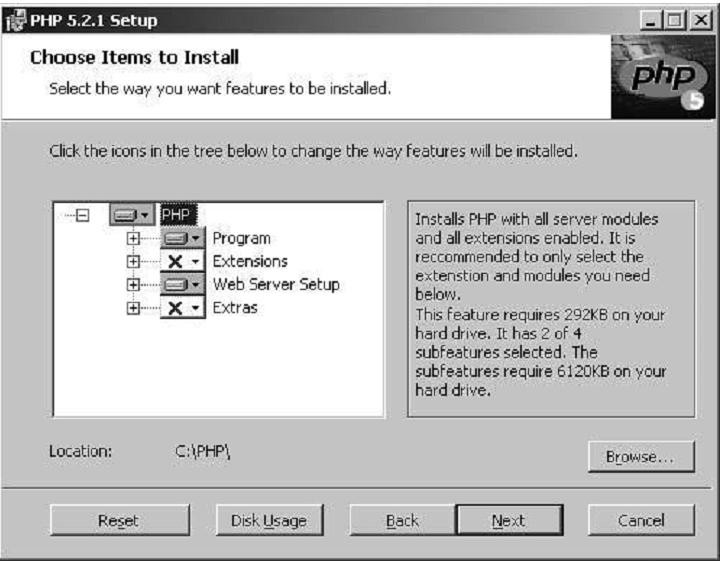 PHP 5.2.1 Setup
Choose Items to Install
Select the way you want features to be installed.
php
5
Click the icons in the tree below to change the way features will be installed.
PHP
Program
Extensions
Web Server Setup
Extras
Installs PHP with all server modules
and all extensions enabled. It is
reccommended to only select the
extenstion and modules you need
below.
This feature requires 292KB on your
hard drive. It has 2 of 4
subfeatures selected. The
subfeatures require 6120KB on your
hard drive.
Location: C:\PHP\
Browse...
Reset Disk Usage Back Next Cancel